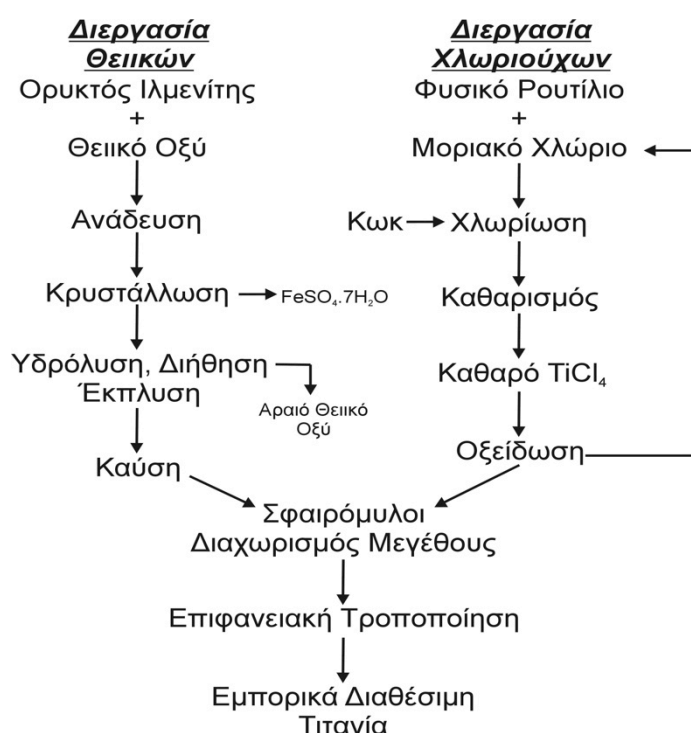 Διεργασία
Θειικών
Ορυκτός Ιλμενίτης
+
Θειικό Οξύ
Ανάδευση
Κρυστάλλωση
FeSO₄.7H₂O
Υδρόλυση, Διήθηση
Έκπλυση
Αραιό Θειικό
Οξύ
Καύση
Διεργασία
Χλωριούχων
Φυσικό Ρουτίλιο
+
Μοριακό Χλώριο
Κωκ
Χλωρίωση
Καθαρισμός
Καθαρό TiCl₄
Οξείδωση
Σφαιρόμυλοι
Διαχωρισμός Μεγέθους
Επιφανειακή Τροποποίηση
Εμπορικά Διαθέσιμη
Τιτανία